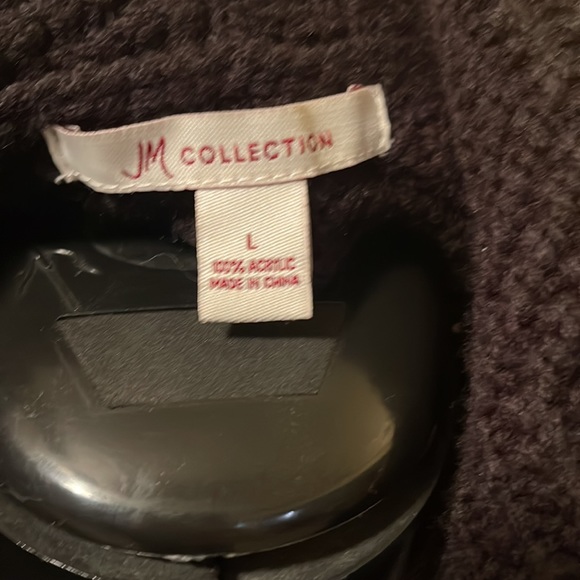 JM COLLECTION
L
100% ACRYLIC
MADE IN CHINA